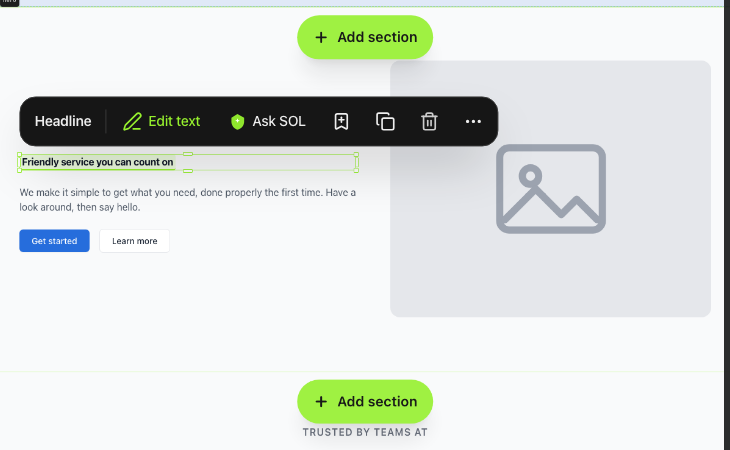 + Add section
Headline
Edit text
Ask SOL
Friendly service you can count on
We make it simple to get what you need, done properly the first time. Have a
look around, then say hello.
Get started
Learn more
+ Add section
TRUSTED BY TEAMS AT